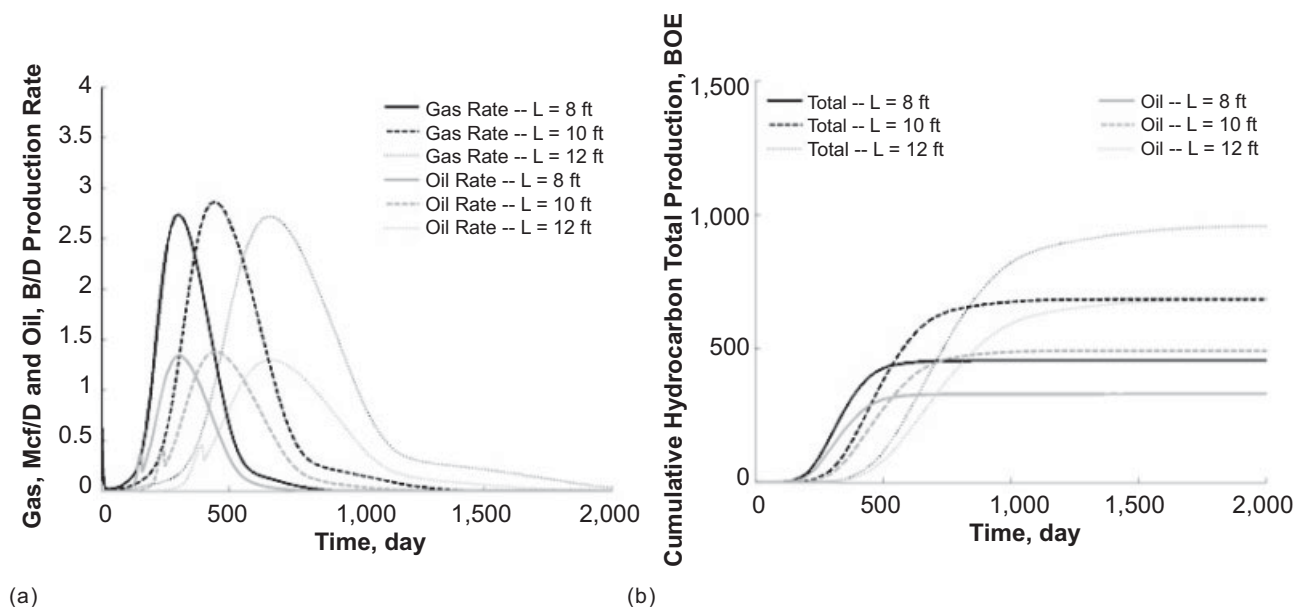 Gas, Mcf/D and Oil, B/D Production Rate
4
3.5
3
2.5
2
1.5
1
0.5
0
Gas Rate -- L = 8 ft
Gas Rate -- L = 10 ft
Gas Rate -- L = 12 ft
Oil Rate -- L = 8 ft
Oil Rate -- L = 10 ft
Oil Rate -- L = 12 ft
0 500 1,000 1,500 2,000
Time, day
(a)
Cumulative Hydrocarbon Total Production, BOE
1,500
1,000
500
0
Total -- L = 8 ft
Total -- L = 10 ft
Total -- L = 12 ft
Oil -- L = 8 ft
Oil -- L = 10 ft
Oil -- L = 12 ft
0 500 1,000 1,500 2,000
Time, day
(b)